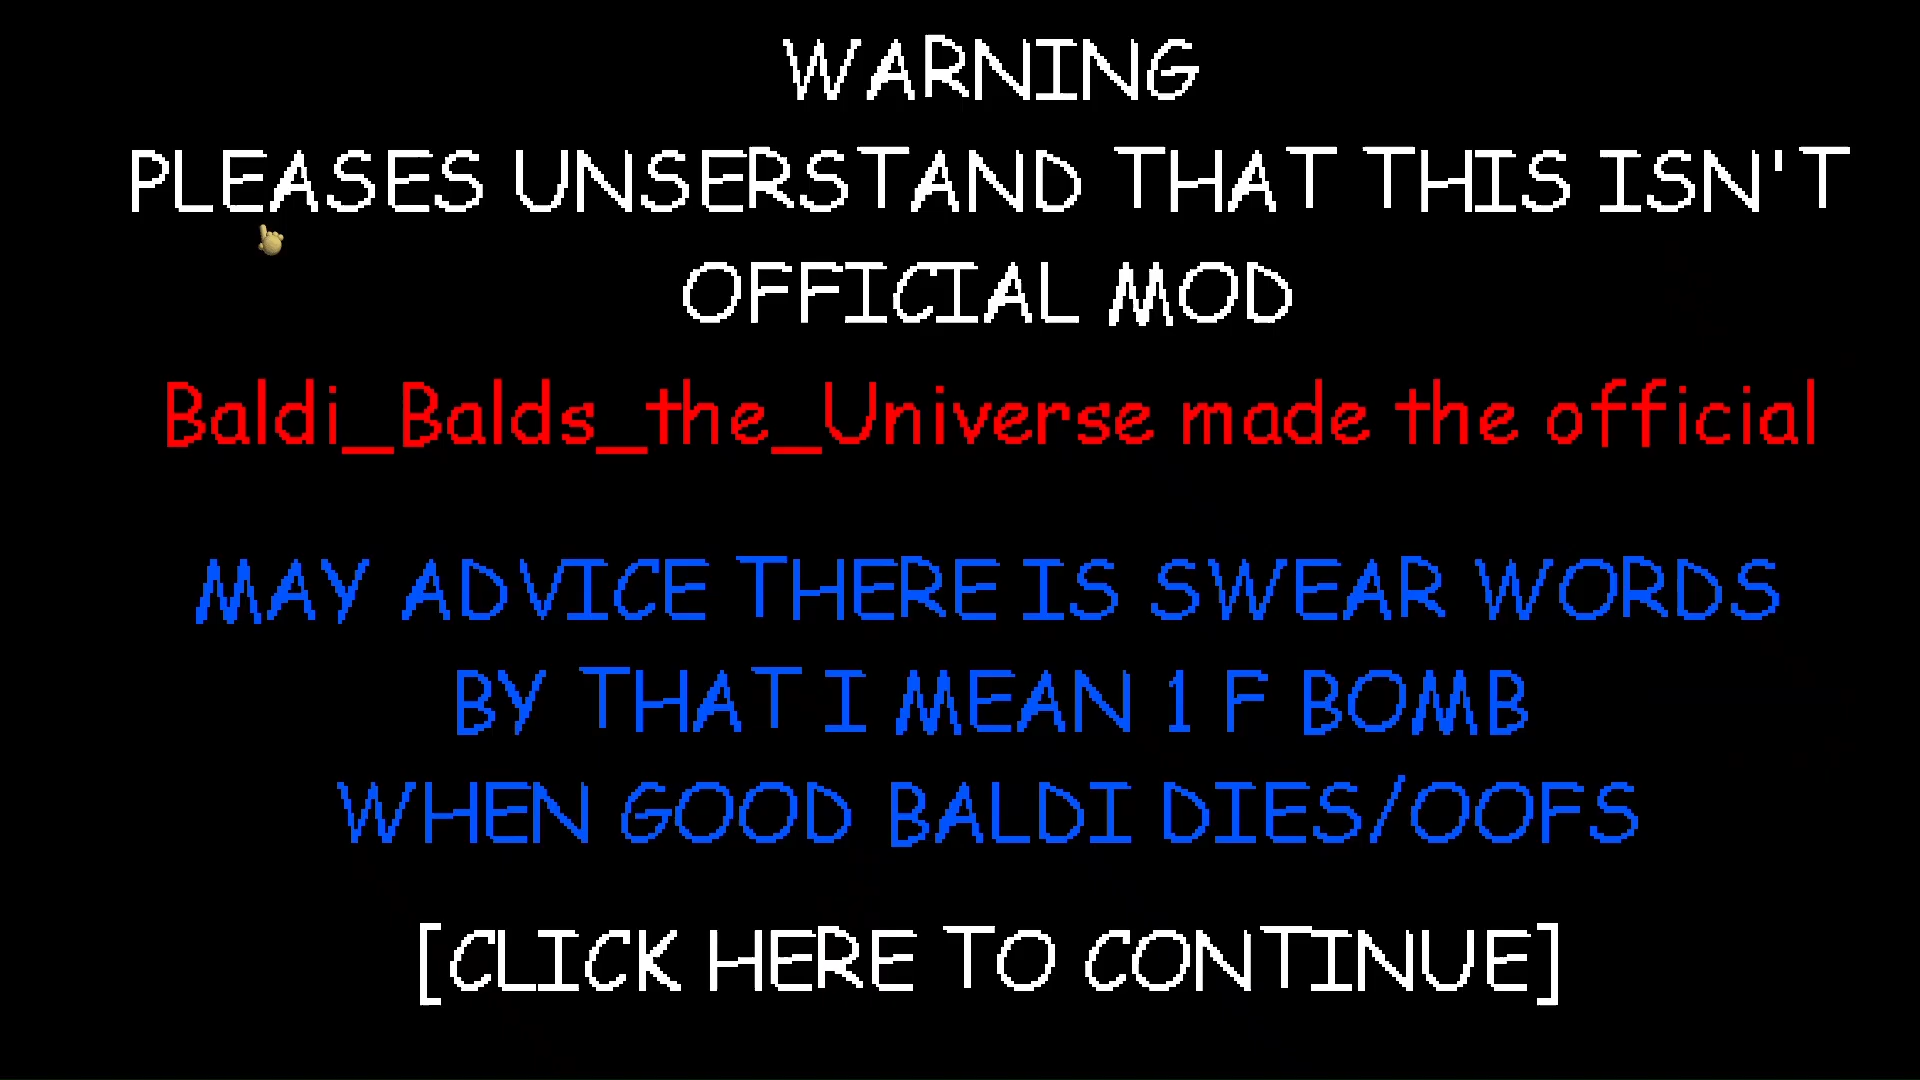 WARNING
PLEASES UNSERSTAND THAT THIS ISN'T
OFFICIAL MOD
Baldi_Balds_the_Universe made the official
MAY ADVICE THERE IS SWEAR WORDS
BY THAT I MEAN 1 F BOMB
WHEN GOOD BALDI DIES/OOFS
[CLICK HERE TO CONTINUE]